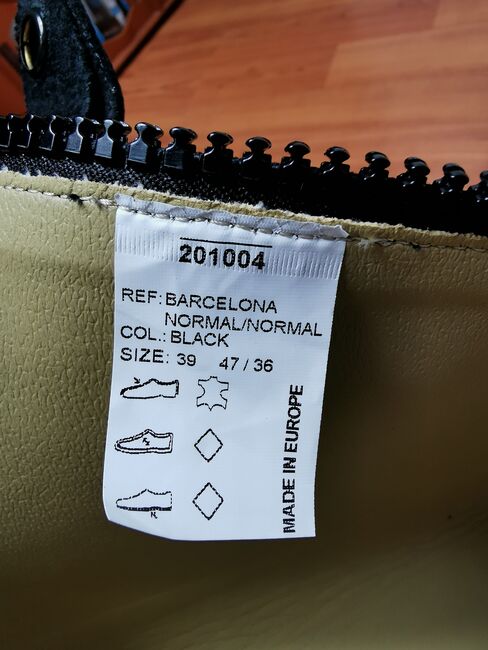 201004
REF: BARCELONA
NORMAL/NORMAL
COL.: BLACK
SIZE: 39 47 / 36
MADE IN EUROPE